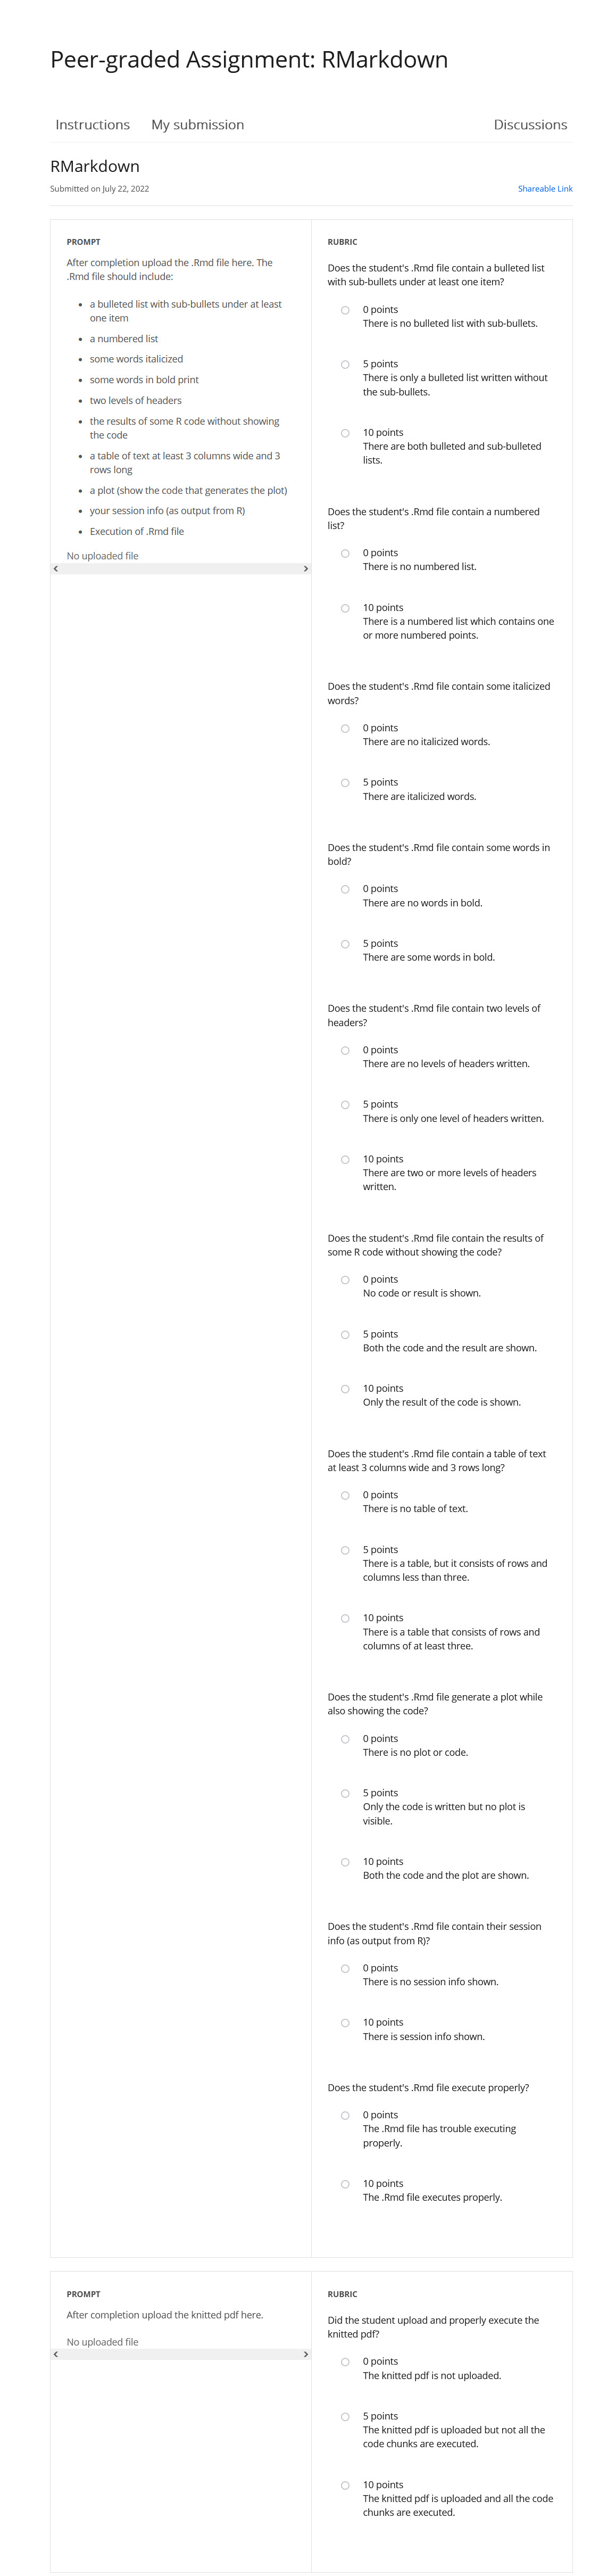 Peer-graded Assignment: RMarkdown
Instructions My submission Discussions
RMarkdown
Submitted on July 22, 2022 Shareable Link
PROMPT
After completion upload the .Rmd file here. The
.Rmd file should include:
• a bulleted list with sub-bullets under at least
one item
• a numbered list
• some words italicized
• some words in bold print
• two levels of headers
• the results of some R code without showing
the code
• a table of text at least 3 columns wide and 3
rows long
• a plot (show the code that generates the plot)
• your session info (as output from R)
• Execution of .Rmd file
No uploaded file
RUBRIC
Does the student's .Rmd file contain a bulleted list
with sub-bullets under at least one item?
0 points
There is no bulleted list with sub-bullets.
5 points
There is only a bulleted list written without
the sub-bullets.
10 points
There are both bulleted and sub-bulleted
lists.
Does the student's .Rmd file contain a numbered
list?
0 points
There is no numbered list.
10 points
There is a numbered list which contains one
or more numbered points.
Does the student's .Rmd file contain some italicized
words?
0 points
There are no italicized words.
5 points
There are italicized words.
Does the student's .Rmd file contain some words in
bold?
0 points
There are no words in bold.
5 points
There are some words in bold.
Does the student's .Rmd file contain two levels of
headers?
0 points
There are no levels of headers written.
5 points
There is only one level of headers written.
10 points
There are two or more levels of headers
written.
Does the student's .Rmd file contain the results of
some R code without showing the code?
0 points
No code or result is shown.
5 points
Both the code and the result are shown.
10 points
Only the result of the code is shown.
Does the student's .Rmd file contain a table of text
at least 3 columns wide and 3 rows long?
0 points
There is no table of text.
5 points
There is a table, but it consists of rows and
columns less than three.
10 points
There is a table that consists of rows and
columns of at least three.
Does the student's .Rmd file generate a plot while
also showing the code?
0 points
There is no plot or code.
5 points
Only the code is written but no plot is
visible.
10 points
Both the code and the plot are shown.
Does the student's .Rmd file contain their session
info (as output from R)?
0 points
There is no session info shown.
10 points
There is session info shown.
Does the student's .Rmd file execute properly?
0 points
The .Rmd file has trouble executing
properly.
10 points
The .Rmd file executes properly.
PROMPT
After completion upload the knitted pdf here.
No uploaded file
RUBRIC
Did the student upload and properly execute the
knitted pdf?
0 points
The knitted pdf is not uploaded.
5 points
The knitted pdf is uploaded but not all the
code chunks are executed.
10 points
The knitted pdf is uploaded and all the code
chunks are executed.